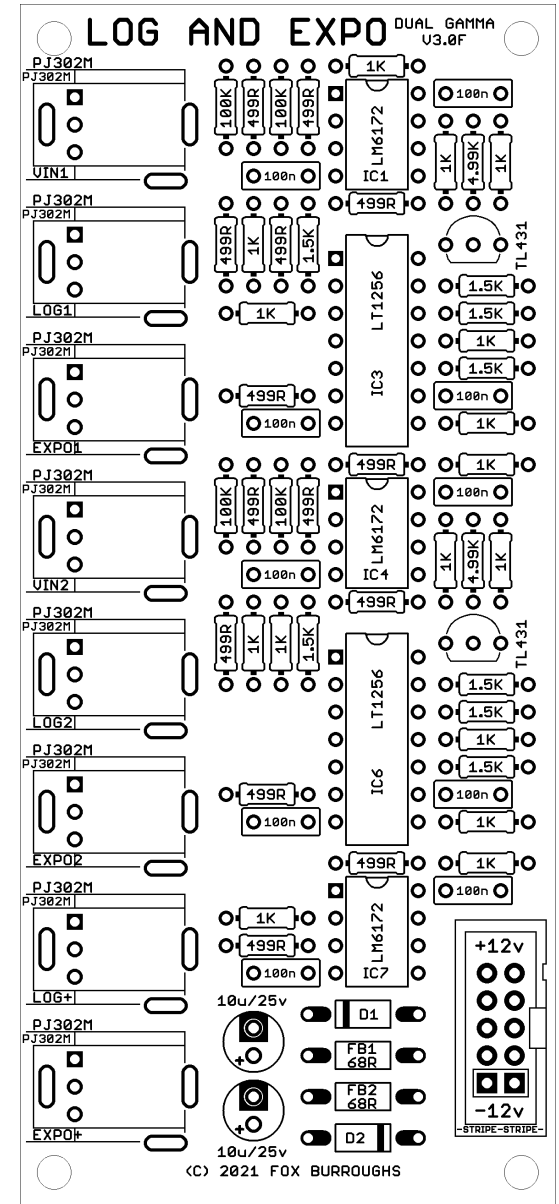 LOG AND EXPO
DUAL GAMMA
V3.0F
PJ302M
PJ302M
VIN1
100K
499R
100K
499R
1K
LM6172
IC1
100n
100n
1K
4.99K
1K
499R
PJ302M
PJ302M
LOG1
499R
1K
499R
1.5K
1K
LT1256
IC3
TL431
1.5K
1.5K
1K
1.5K
100n
1K
PJ302M
PJ302M
EXPO1
499R
100n
499R
1K
PJ302M
PJ302M
VIN2
100K
499R
100K
499R
100n
LM6172
IC4
100n
1K
4.99K
1K
499R
PJ302M
PJ302M
LOG2
499R
1K
1K
1.5K
LT1256
IC6
TL431
1.5K
1.5K
1K
1.5K
100n
1K
PJ302M
PJ302M
EXPO2
499R
100n
499R
1K
100n
PJ302M
PJ302M
LOG+
1K
499R
100n
LM6172
IC7
+12v
-12v
-STRIPE-STRIPE-
PJ302M
PJ302M
EXPO+
10u/25v
+
+
10u/25v
D1
FB1
68R
FB2
68R
D2
(C) 2021 FOX BURROUGHS